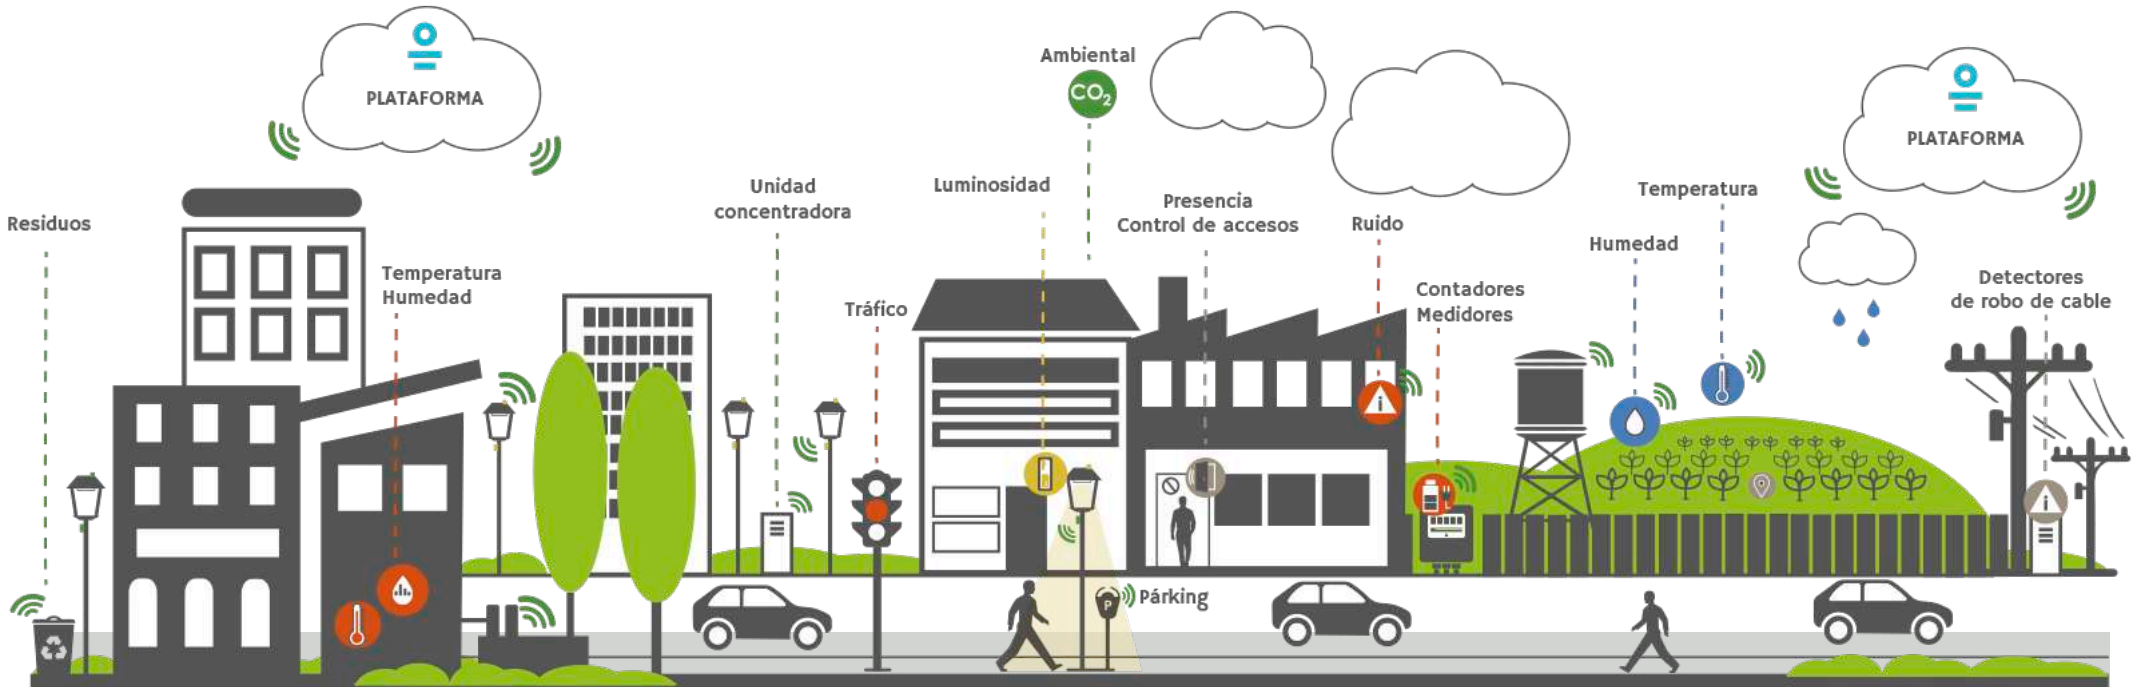 PLATAFORMA
Ambiental
CO₂
PLATAFORMA
Residuos
Temperatura
Humedad
Unidad
concentradora
Tráfico
Luminosidad
Presencia
Control de accesos
Ruido
Contadores
Medidores
Humedad
Temperatura
Detectores
de robo de cable
P
Párking